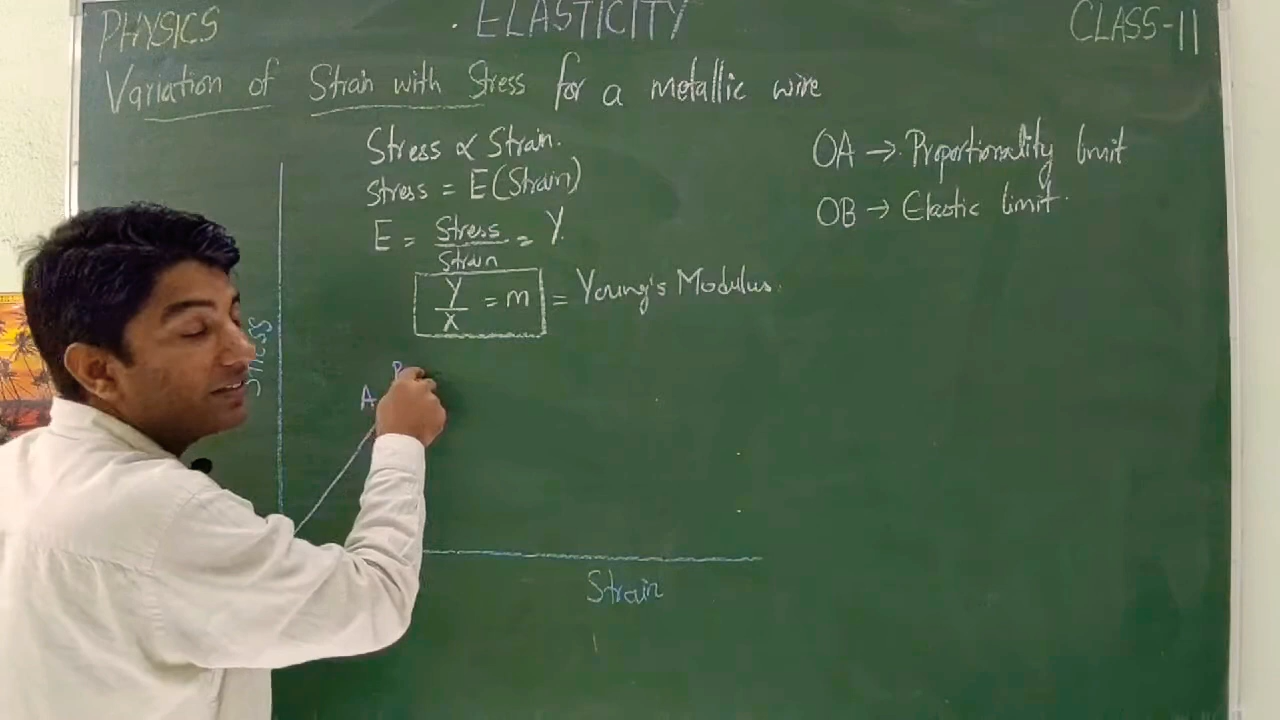 PHYSICS
ELASTICITY
CLASS-11
Variation of Strain with Stress for a metallic wire
Stress ∝ Strain.
Stress = E(Strain)
E = Stress/Strain = Y.
Y/x = m = Young's Modulus.
OA → Proportionality limit
OB → Elastic limit.
Stress
A
B
Strain